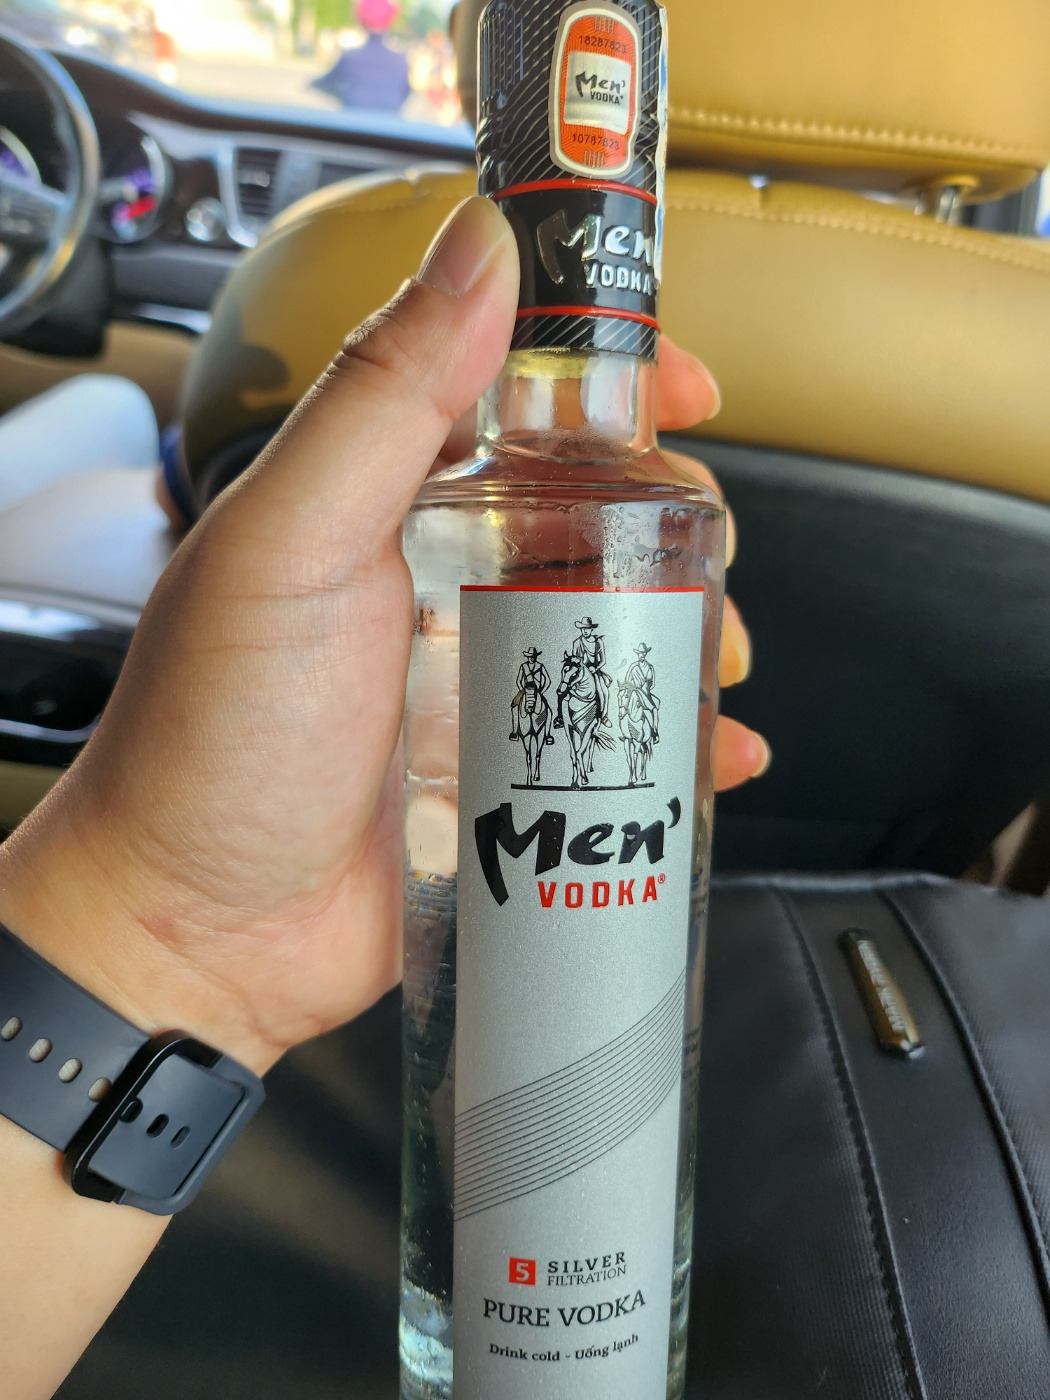 18287823
Men'
VODKA
10787823
Men
VODKA
Men'
VODKA®
5 SILVER
FILTRATION
PURE VODKA
Drink cold - Uống lạnh